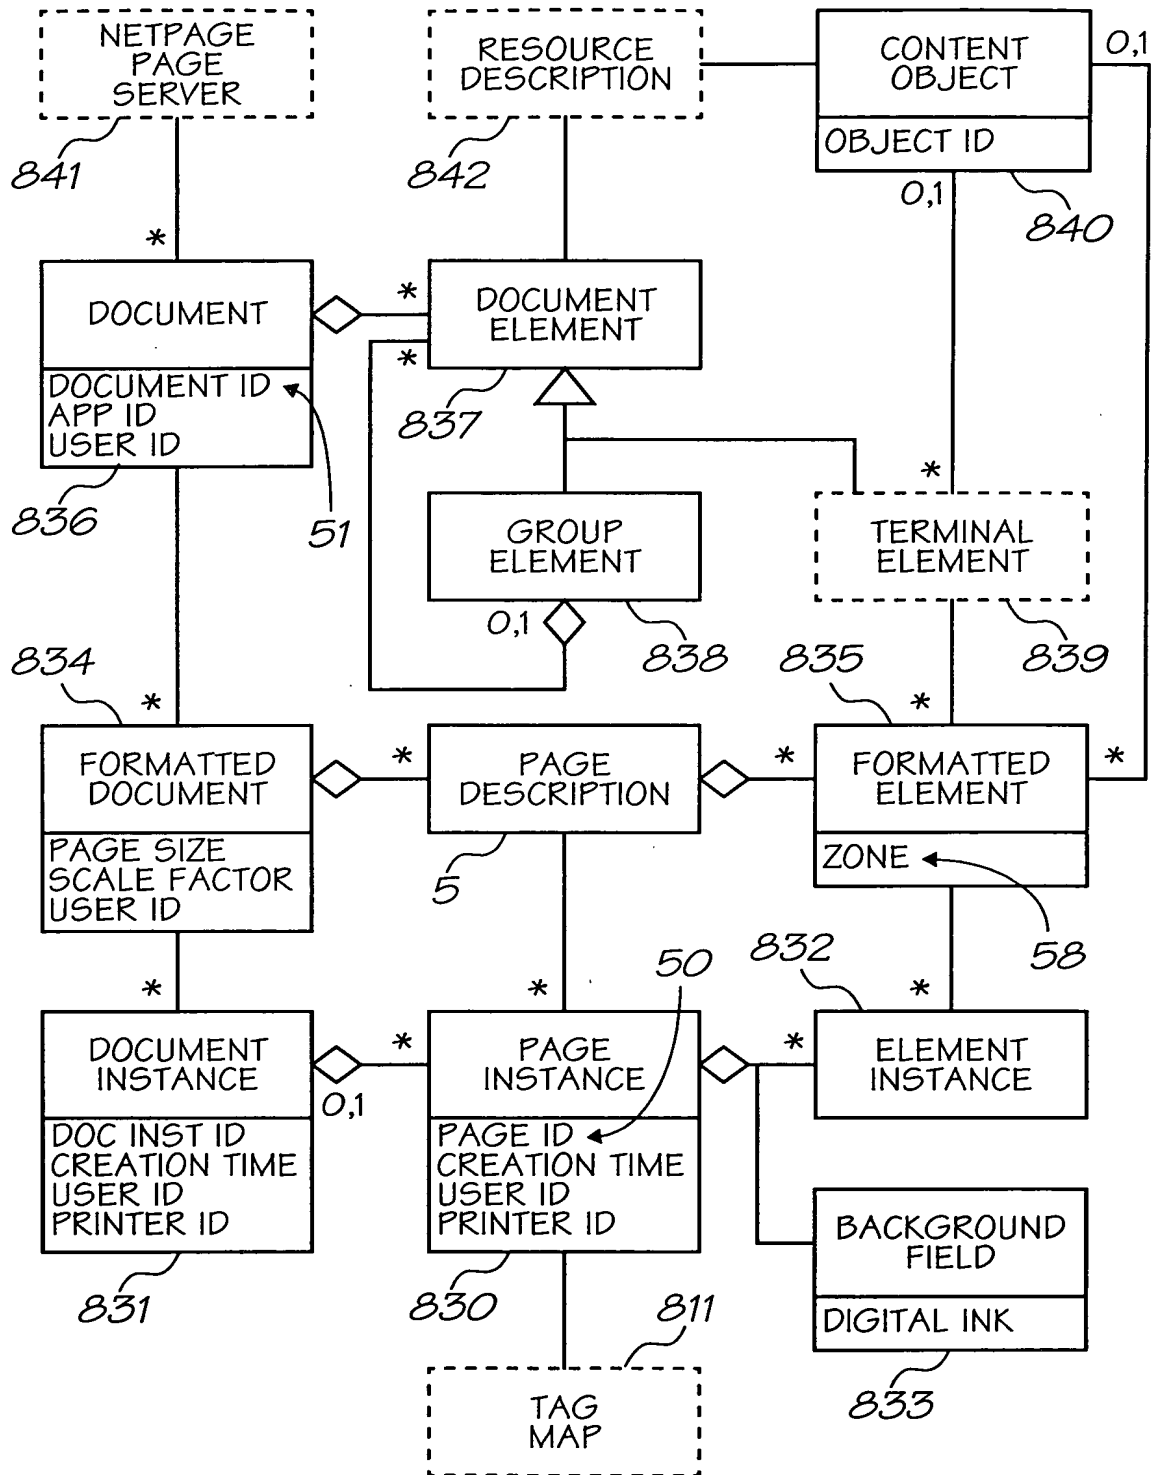 NETPAGE
PAGE
SERVER
841
RESOURCE
DESCRIPTION
842
CONTENT
OBJECT
OBJECT ID
0,1
0,1
840
*
DOCUMENT
DOCUMENT ID
APP ID
USER ID
836
51
*
*
DOCUMENT
ELEMENT
837
GROUP
ELEMENT
0,1
838
*
TERMINAL
ELEMENT
839
834
*
FORMATTED
DOCUMENT
PAGE SIZE
SCALE FACTOR
USER ID
*
PAGE
DESCRIPTION
5
835
*
*
*
FORMATTED
ELEMENT
ZONE
58
*
DOCUMENT
INSTANCE
0,1
DOC INST ID
CREATION TIME
USER ID
PRINTER ID
831
*
*
50
PAGE
INSTANCE
PAGE ID
CREATION TIME
USER ID
PRINTER ID
830
832
*
*
ELEMENT
INSTANCE
BACKGROUND
FIELD
DIGITAL INK
833
811
TAG
MAP